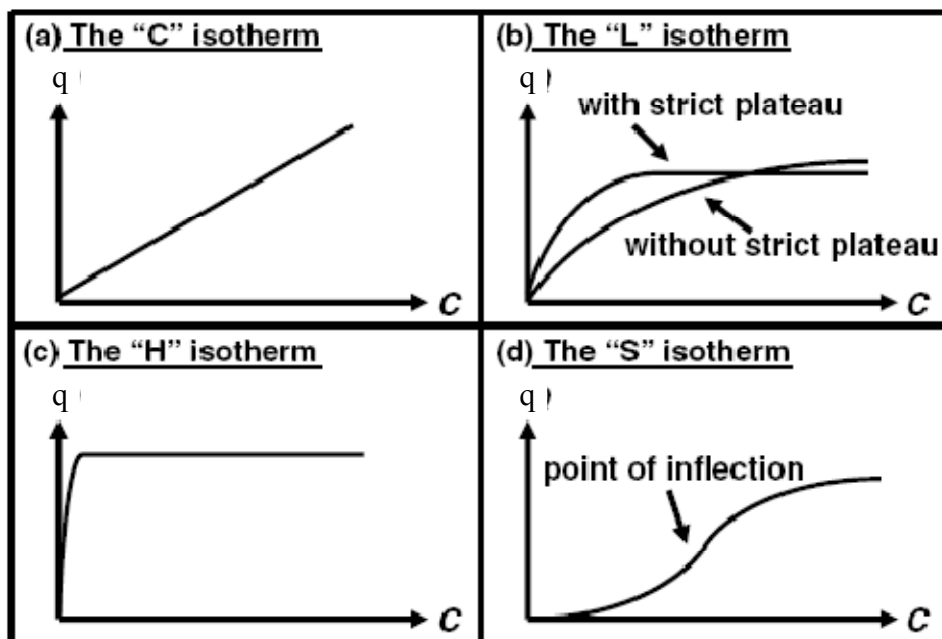 (a) The “C” isotherm
q
C
(b) The “L” isotherm
q
with strict plateau
without strict plateau
C
(c) The “H” isotherm
q
C
(d) The “S” isotherm
q
point of inflection
C